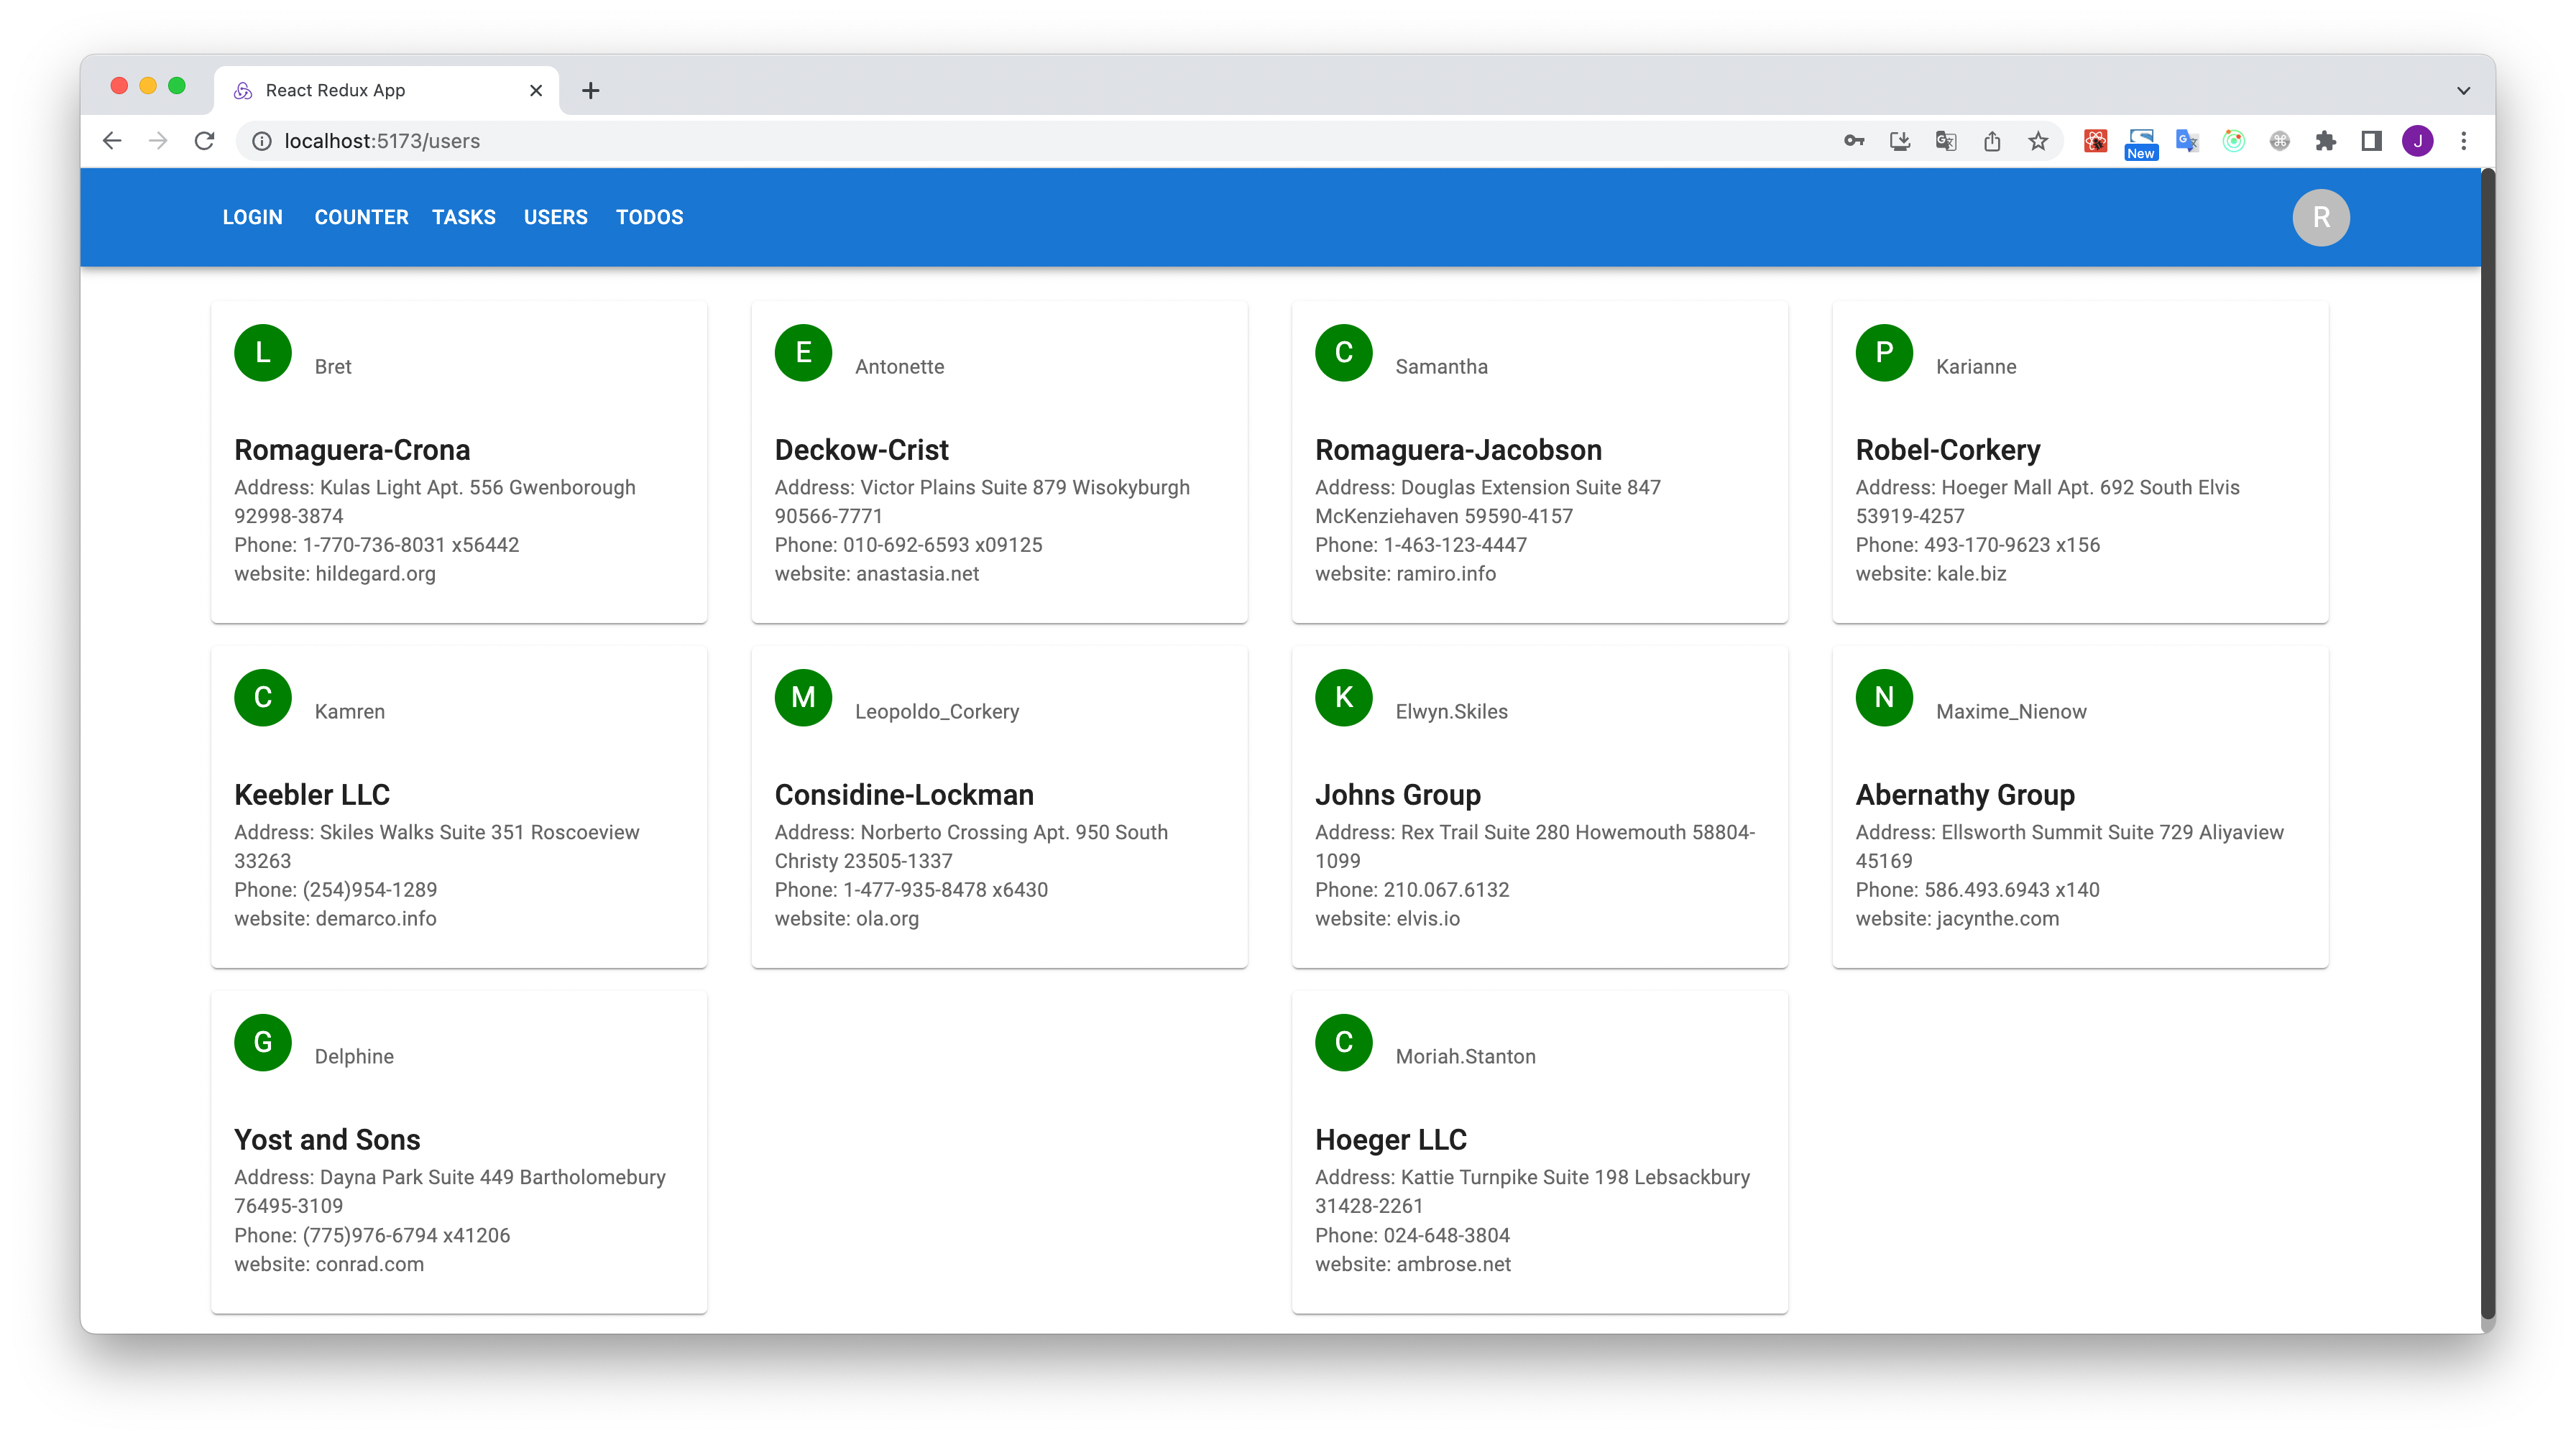 React Redux App
localhost:5173/users
New
J
LOGIN COUNTER TASKS USERS TODOS
R
L
Bret
Romaguera-Crona
Address: Kulas Light Apt. 556 Gwenborough
92998-3874
Phone: 1-770-736-8031 x56442
website: hildegard.org
E
Antonette
Deckow-Crist
Address: Victor Plains Suite 879 Wisokyburgh
90566-7771
Phone: 010-692-6593 x09125
website: anastasia.net
C
Samantha
Romaguera-Jacobson
Address: Douglas Extension Suite 847
McKenziehaven 59590-4157
Phone: 1-463-123-4447
website: ramiro.info
P
Karianne
Robel-Corkery
Address: Hoeger Mall Apt. 692 South Elvis
53919-4257
Phone: 493-170-9623 x156
website: kale.biz
C
Kamren
Keebler LLC
Address: Skiles Walks Suite 351 Roscoeview
33263
Phone: (254)954-1289
website: demarco.info
M
Leopoldo_Corkery
Considine-Lockman
Address: Norberto Crossing Apt. 950 South
Christy 23505-1337
Phone: 1-477-935-8478 x6430
website: ola.org
K
Elwyn.Skiles
Johns Group
Address: Rex Trail Suite 280 Howemouth 58804-
1099
Phone: 210.067.6132
website: elvis.io
N
Maxime_Nienow
Abernathy Group
Address: Ellsworth Summit Suite 729 Aliyaview
45169
Phone: 586.493.6943 x140
website: jacynthe.com
G
Delphine
Yost and Sons
Address: Dayna Park Suite 449 Bartholomebury
76495-3109
Phone: (775)976-6794 x41206
website: conrad.com
C
Moriah.Stanton
Hoeger LLC
Address: Kattie Turnpike Suite 198 Lebsackbury
31428-2261
Phone: 024-648-3804
website: ambrose.net